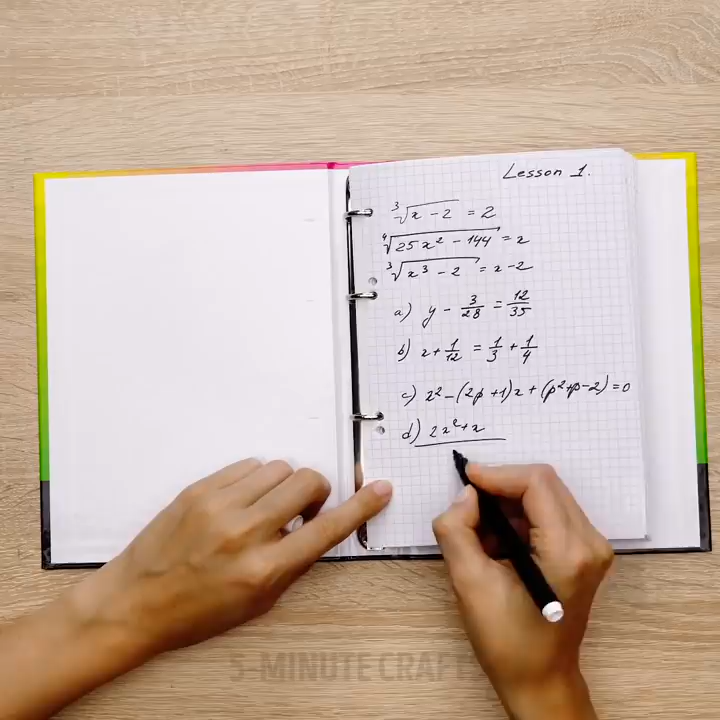 Lesson 1.
∛(x - 2) = 2
∜(25x² - 144) = x
∛(x³ - 2) = x - 2
a) y - 3/28 = 12/35
b) x + 1/12 = 1/3 + 1/4
c) x² - (2p + 1)x + (p² + p - 2) = 0
d) 2x² + x
5-MINUTE CRAFTS